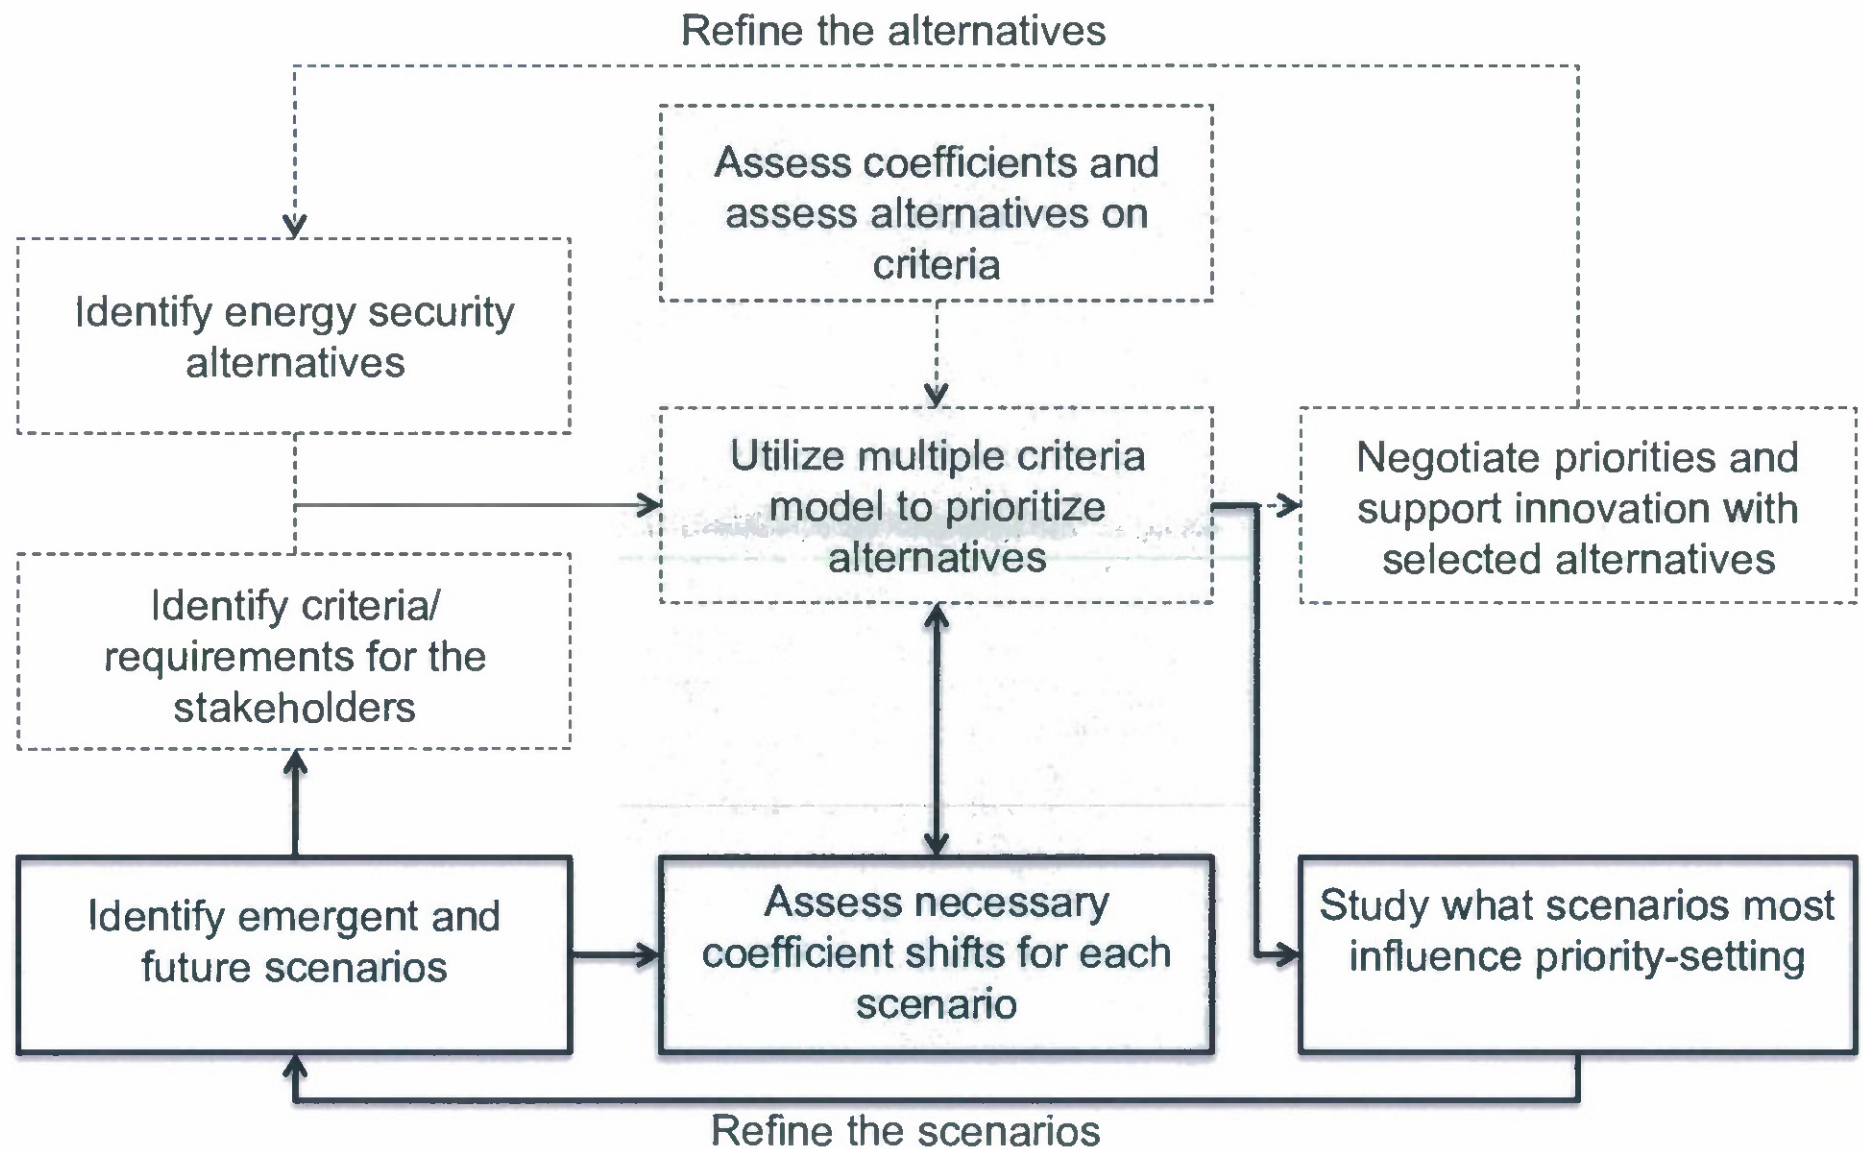 Refine the alternatives
Assess coefficients and
assess alternatives on
criteria
Identify energy security
alternatives
Utilize multiple criteria
model to prioritize
alternatives
Negotiate priorities and
support innovation with
selected alternatives
Identify criteria/
requirements for the
stakeholders
Identify emergent and
future scenarios
Assess necessary
coefficient shifts for each
scenario
Study what scenarios most
influence priority-setting
Refine the scenarios